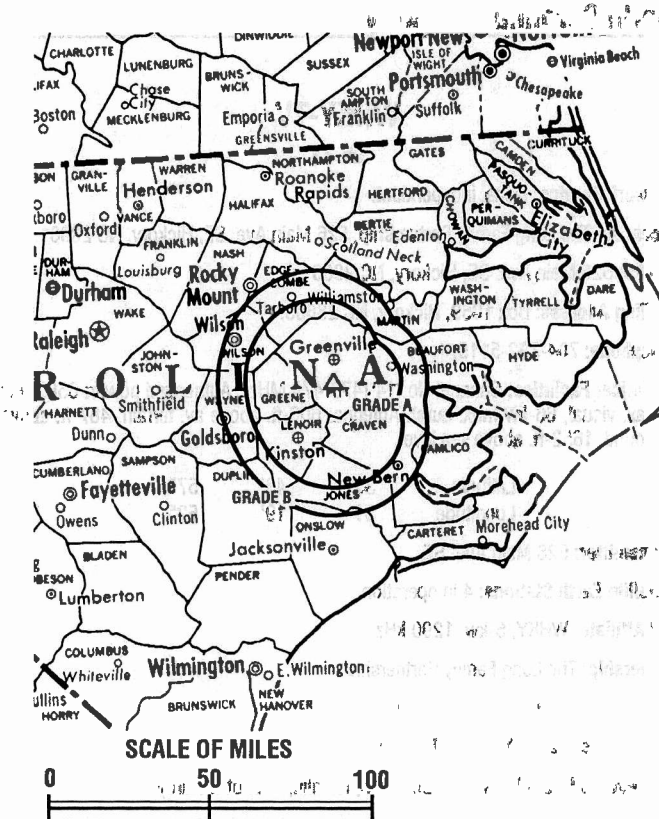 DINWIDDIE
Newport News
CHARLOTTE
ISLE OF WIGHT
Virginia Beach
LUNENBURG
SUSSEX
BRUNS-
WICK
Portsmouth
Chesapeake
Chase
City
SOUTH
AMPTON
Suffolk
Boston
MECKLENBURG
Emporia
Franklin
GREENSVILLE
CURRITUCK
GATES
CAMDEN
NORTHAMPTON
WARREN
GRAN-
VILLE
Roanoke
Rapids
PASQUO-
TANK
Henderson
HERTFORD
PER-
QUIMANS
VANCE
HALIFAX
CHOWAN
Elizabeth
City
Oxford
BERTIE
Edenton
FRANKLIN
Scotland Neck
NASH
Louisburg
Rocky
Mount
EDGE-
COMBE
DUR-
HAM
Durham
Williamston
WASH-
INGTON
TYRRELL
DARE
Tarboro
WAKE
MARTIN
Wilson
Raleigh
WILSON
Greenville
BEAUFORT
HYDE
JOHN-
STON
Washington
R O L I N A
PITT
HARNETT
Smithfield
WAYNE
GREENE
GRADE A
LENOIR
CRAVEN
Dunn
Goldsboro
Kinston
PAMLICO
SAMPSON
CUMBERLAND
DUPLIN
New Bern
Fayetteville
GRADE B
JONES
Owens
Clinton
ONSLOW
Morehead City
CARTERET
Jacksonville
BLADEN
PENDER
Lumberton
COLUMBUS
Whiteville
Wilmington
E. Wilmington
HORRY
BRUNSWICK
NEW
HANOVER
SCALE OF MILES
0 50 100